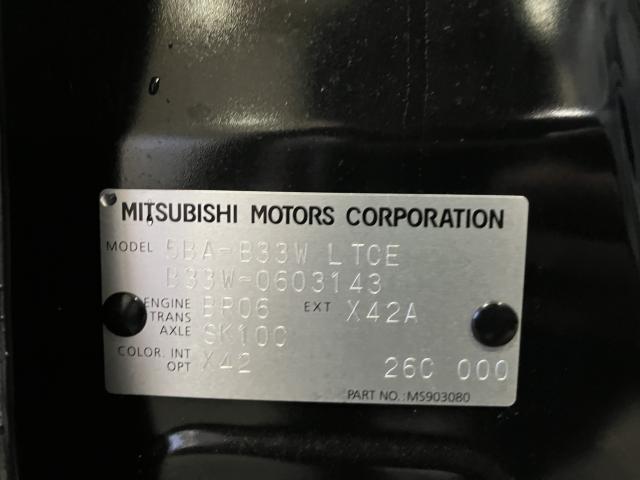 MITSUBISHI MOTORS CORPORATION
MODEL 5BA-B33W LTCE
B33W-0603143
ENGINE BR06 EXT X42A
TRANS
AXLE SK10C
COLOR. INT X42
OPT 26C 000
PART NO.:MS903080